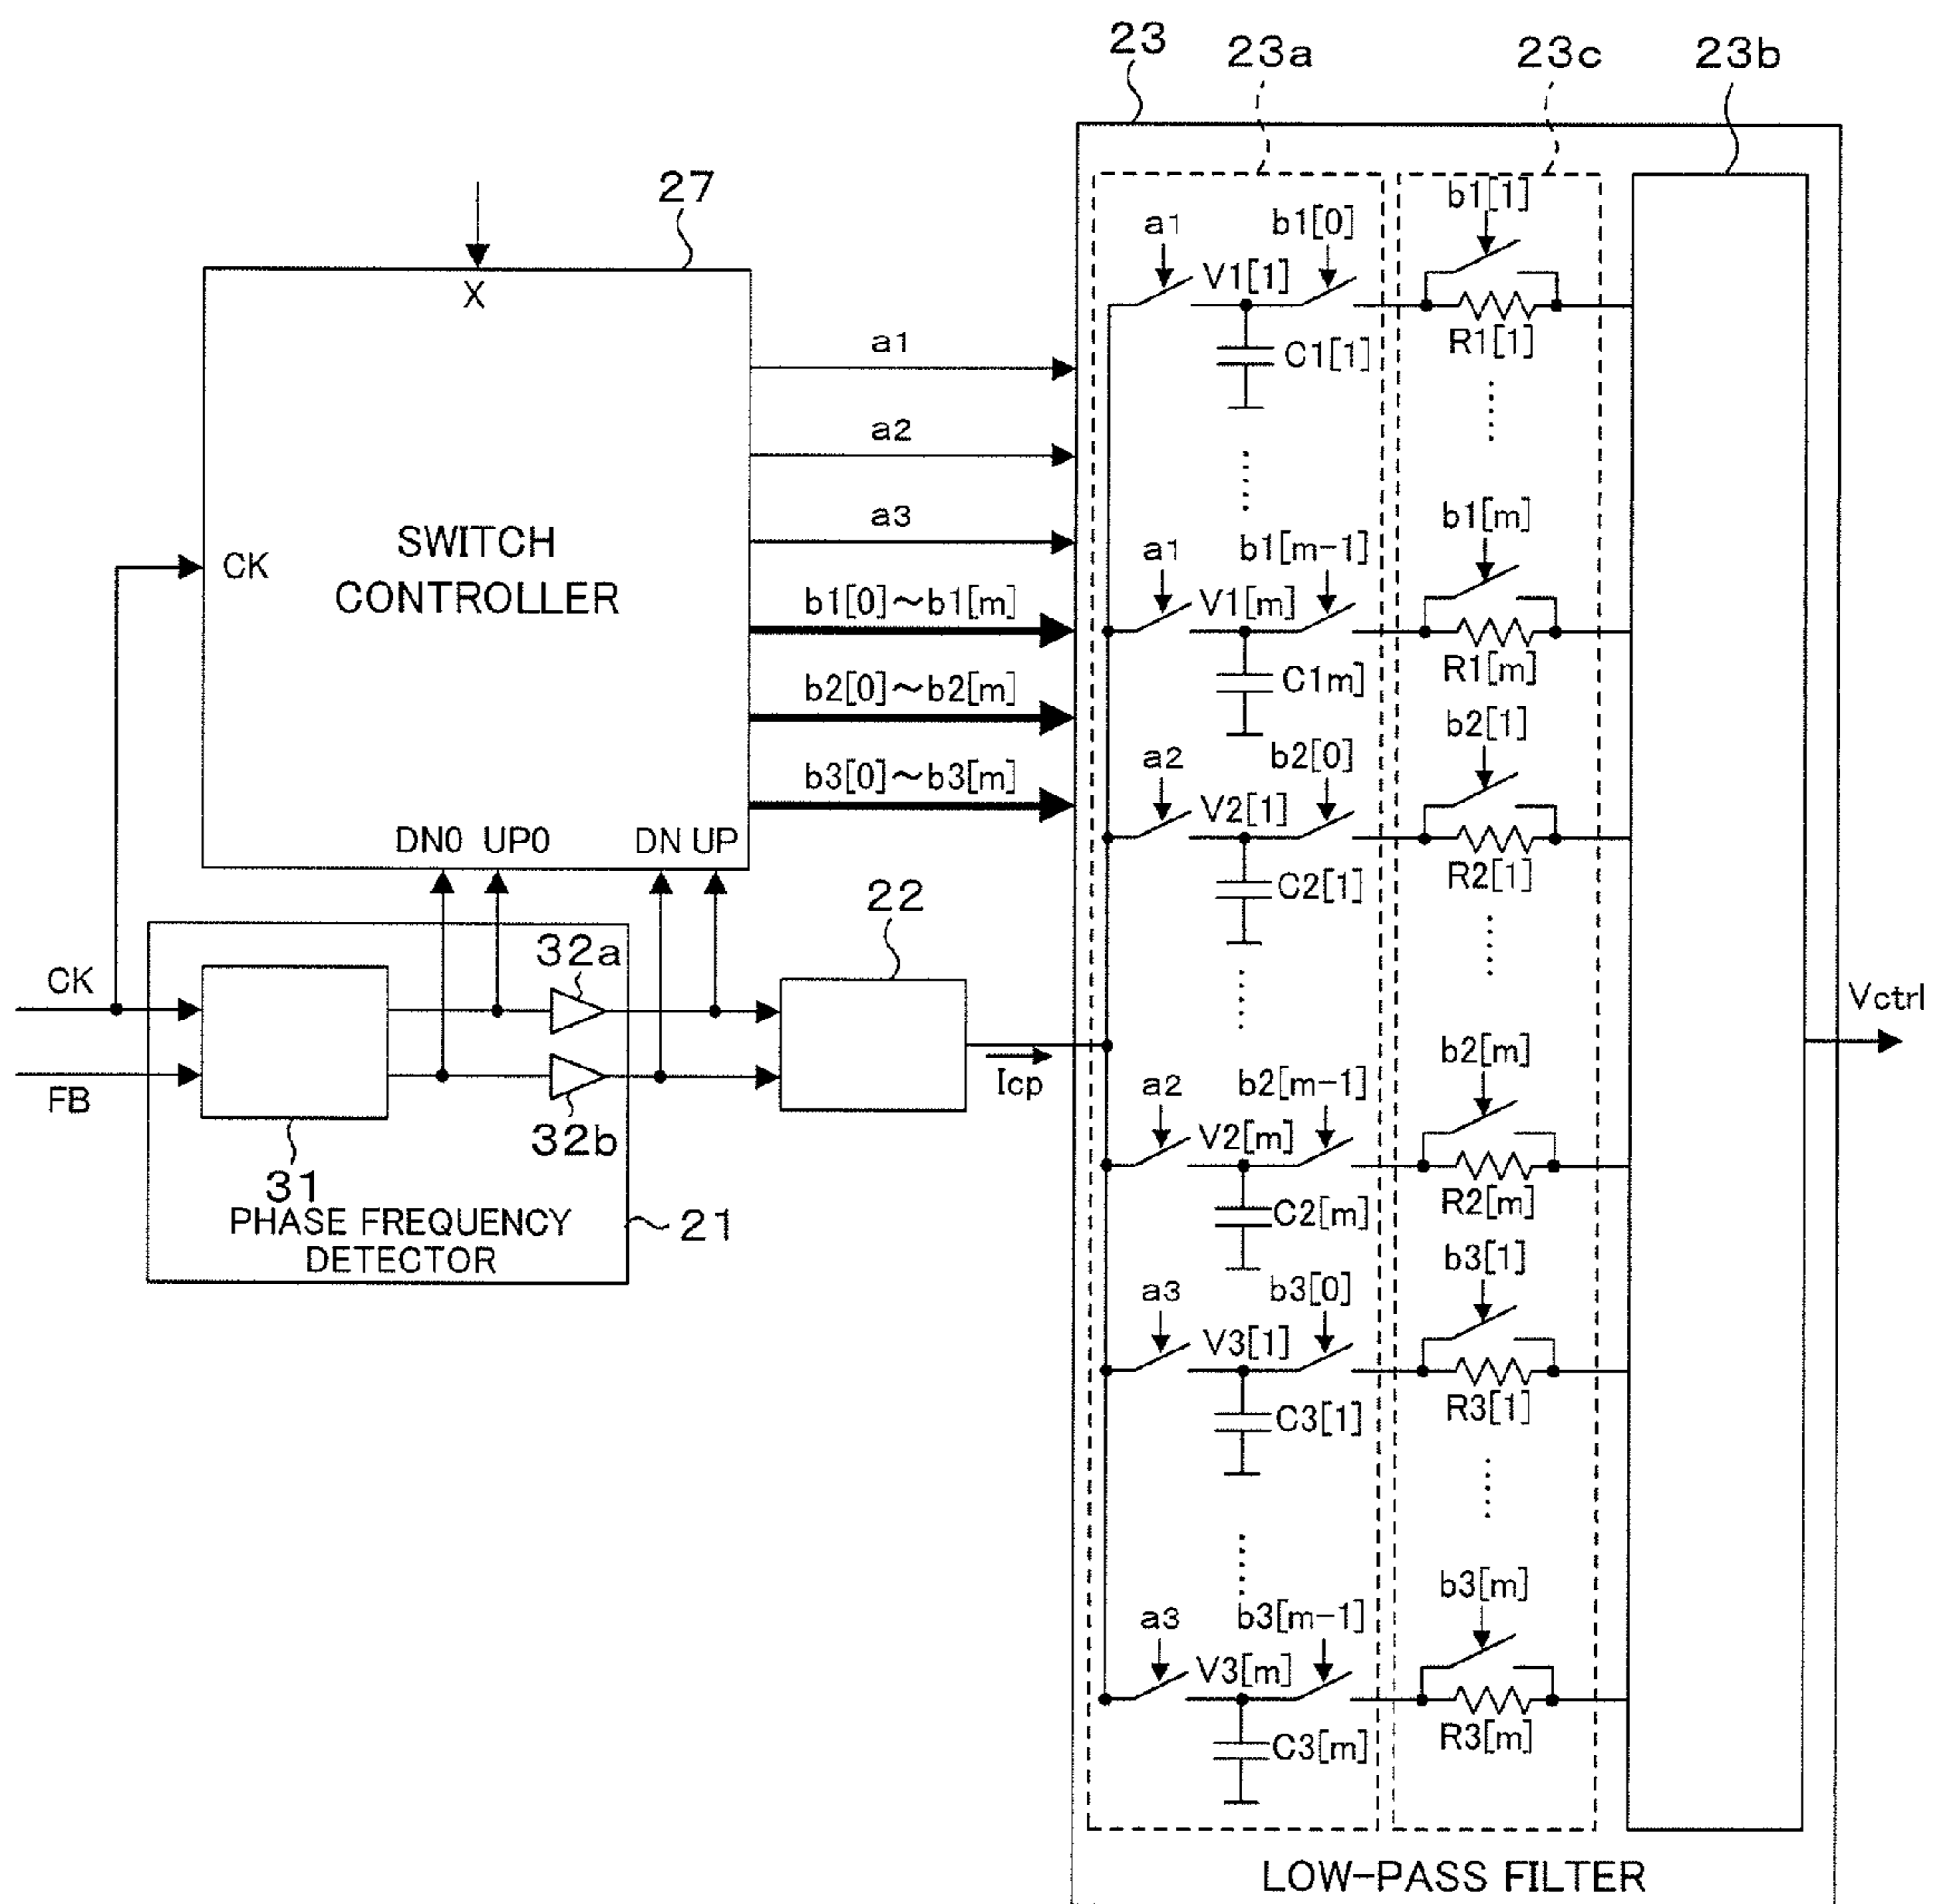 23
23a
23c
23b
27
X
a1
a2
a3
SWITCH
CONTROLLER
CK
b1[0]～b1[m]
b2[0]～b2[m]
b3[0]～b3[m]
DN0 UP0 DN UP
CK
FB
31
32a
32b
PHASE FREQUENCY
DETECTOR
21
22
Icp
a1
V1[1]
b1[0]
C1[1]
b1[1]
R1[1]
a1
V1[m]
b1[m-1]
C1m]
b1[m]
R1[m]
a2
V2[1]
b2[0]
C2[1]
b2[1]
R2[1]
a2
V2[m]
b2[m-1]
C2[m]
b2[m]
R2[m]
a3
V3[1]
b3[0]
C3[1]
b3[1]
R3[1]
a3
V3[m]
b3[m-1]
C3[m]
b3[m]
R3[m]
Vctrl
LOW-PASS FILTER